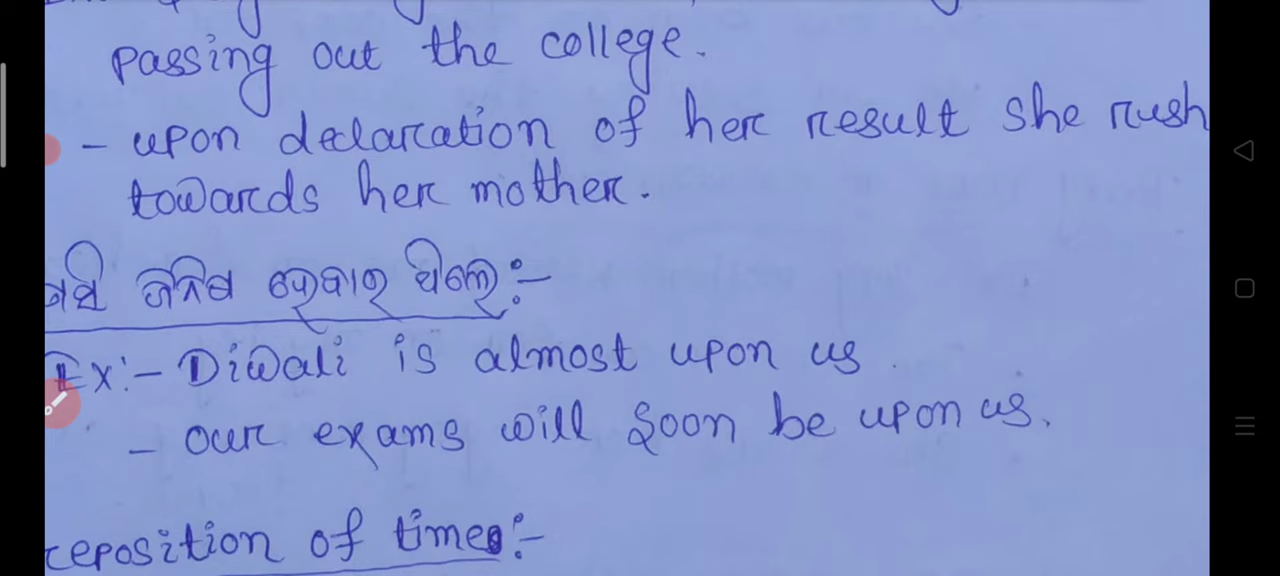 passing out the college.
- upon declaration of her result she rush
towards her mother.
ଜିନିଷ ହେବାର ଥିଲେ:-
Ex:- Diwali is almost upon us
- our exams will soon be upon us.
reposition of time:-